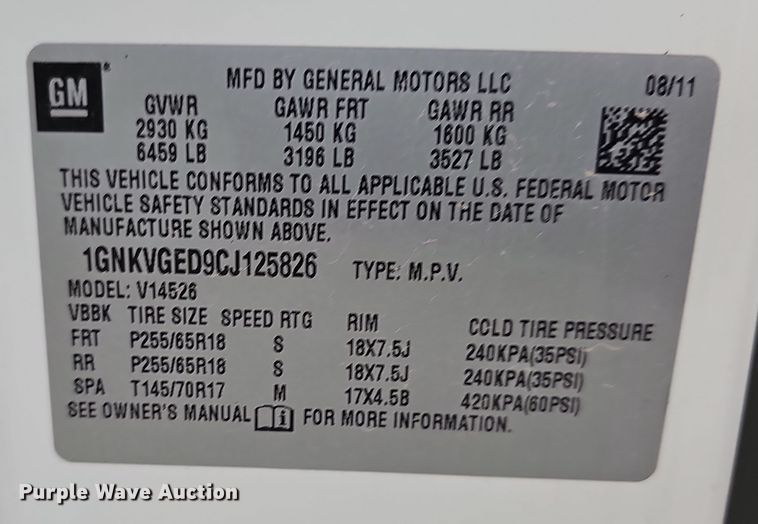 GM®
MFD BY GENERAL MOTORS LLC 08/11
GVWR GAWR FRT GAWR RR
2930 KG 1450 KG 1600 KG
6459 LB 3196 LB 3527 LB
THIS VEHICLE CONFORMS TO ALL APPLICABLE U.S. FEDERAL MOTOR
VEHICLE SAFETY STANDARDS IN EFFECT ON THE DATE OF
MANUFACTURE SHOWN ABOVE.
1GNKVGED9CJ125826 TYPE: M.P.V.
MODEL: V14526
VBBK TIRE SIZE SPEED RTG RIM COLD TIRE PRESSURE
FRT P255/65R18 S 18X7.5J 240KPA(35PSI)
RR P255/65R18 S 18X7.5J 240KPA(35PSI)
SPA T145/70R17 M 17X4.5B 420KPA(60PSI)
SEE OWNER'S MANUAL i FOR MORE INFORMATION.
Purple Wave Auction